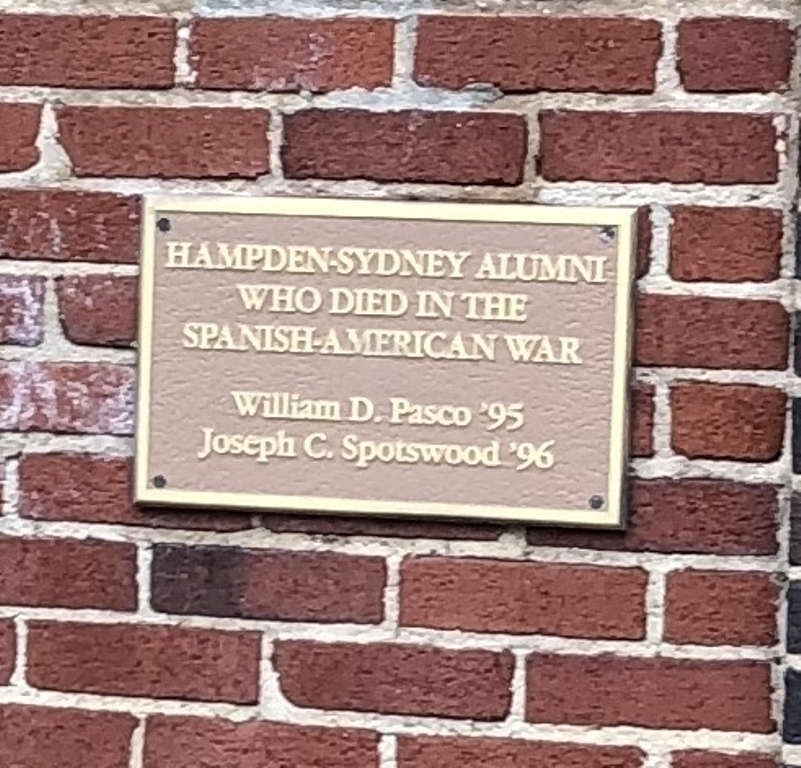 HAMPDEN-SYDNEY ALUMNI
WHO DIED IN THE
SPANISH-AMERICAN WAR
William D. Pasco ’95
Joseph C. Spotswood ’96